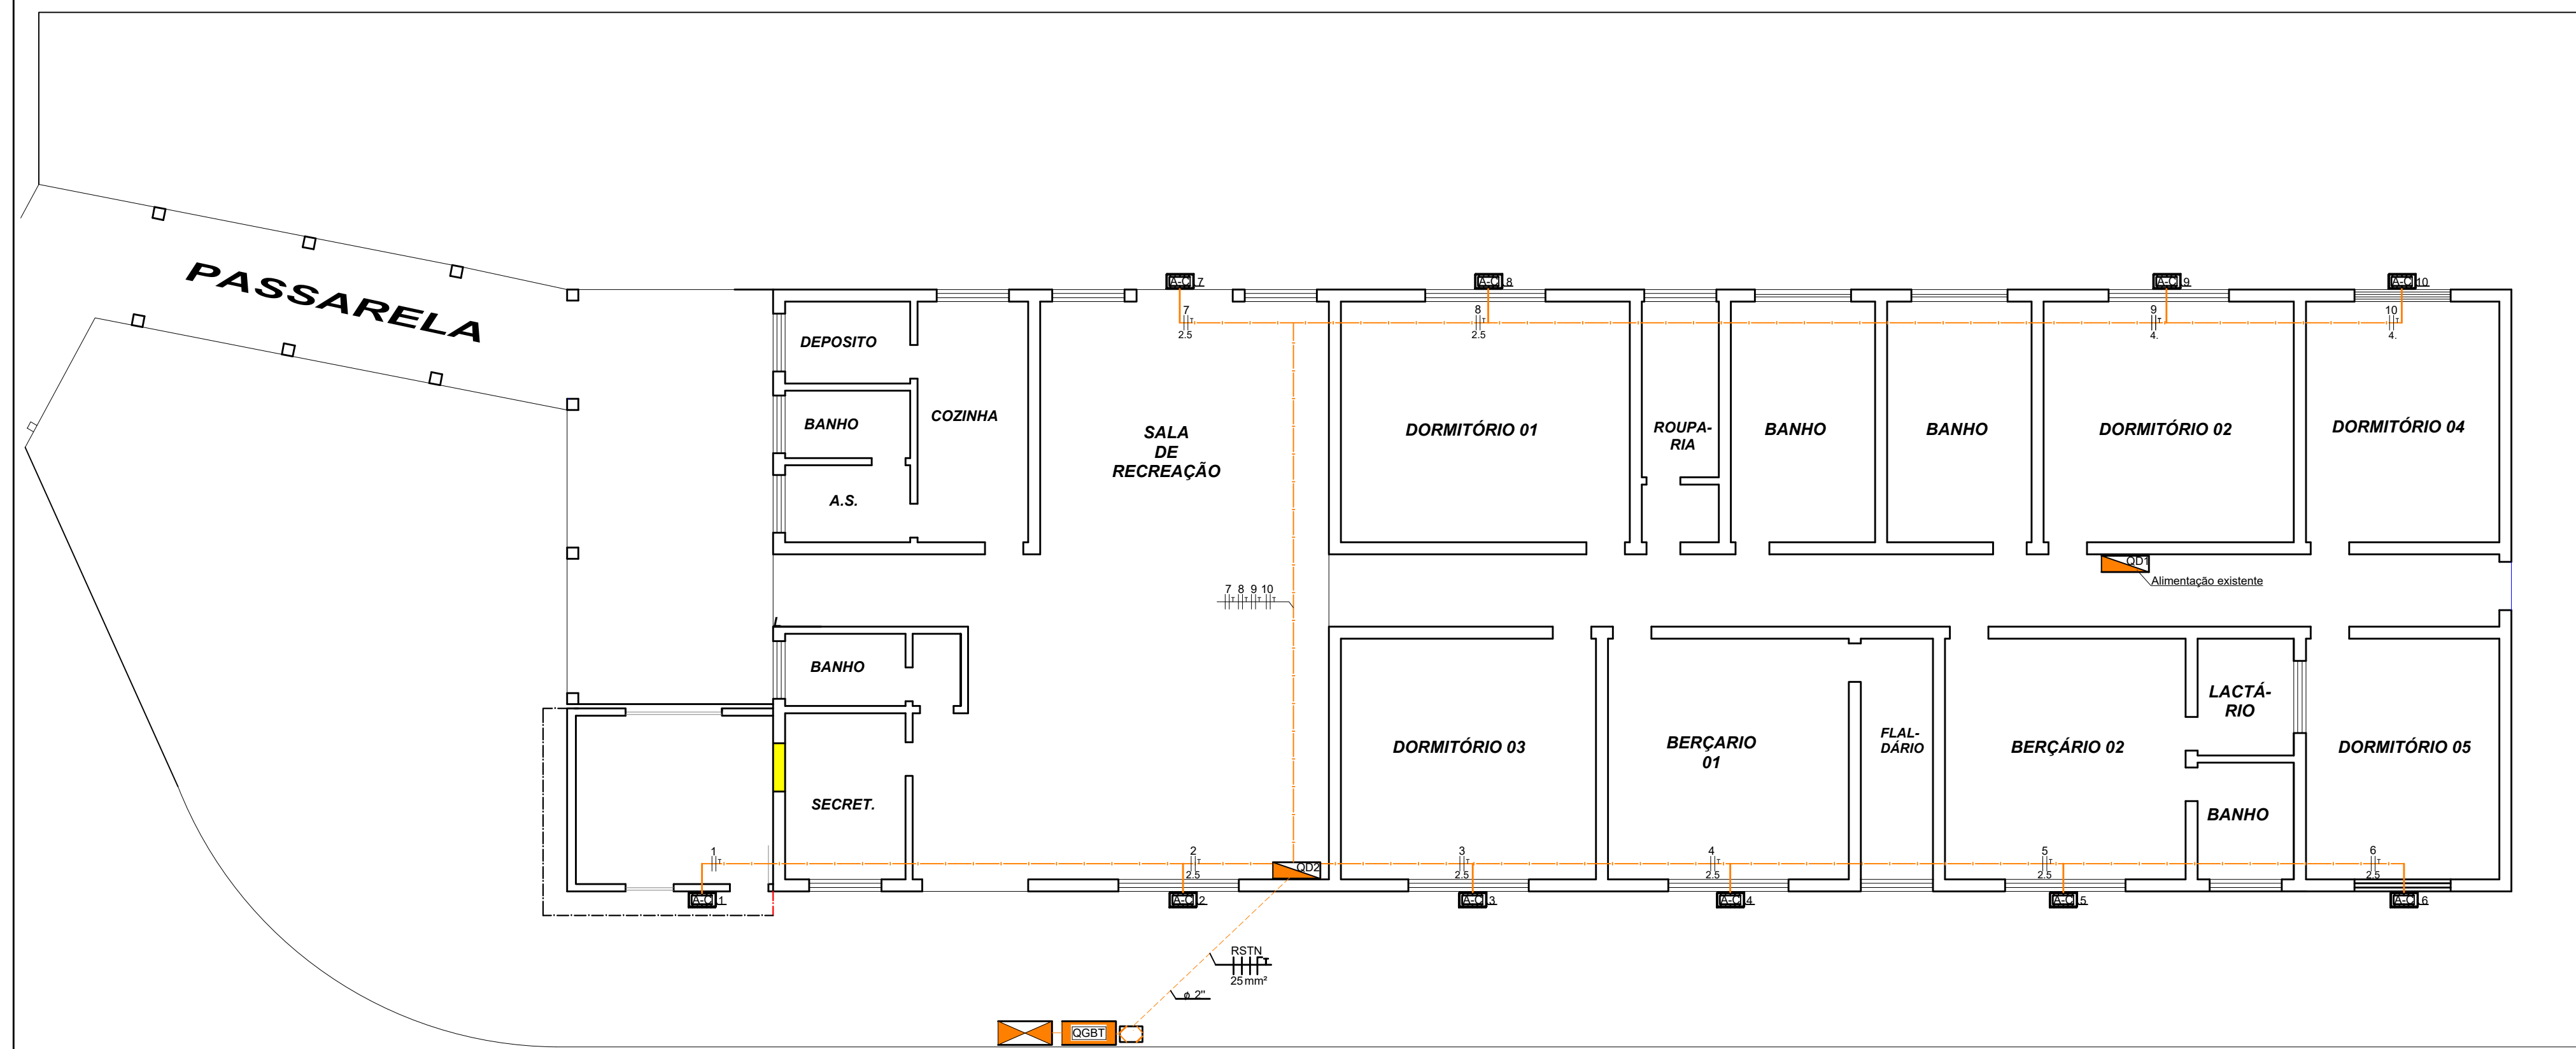 PASSARELA
A-C 7
A-C 8
A-C 9
A-C 10
7
T
2.5
8
T
2.5
9
T
4.
10
T
4.
DEPOSITO
BANHO
COZINHA
A.S.
SALA
DE
RECREAÇÃO
DORMITÓRIO 01
ROUPA-
RIA
BANHO
BANHO
DORMITÓRIO 02
DORMITÓRIO 04
QD1
Alimentação existente
7 8 9 10
T T T T
L
BANHO
SECRET.
DORMITÓRIO 03
BERÇARIO
01
FLAL-
DÁRIO
BERÇÁRIO 02
LACTÁ-
RIO
BANHO
DORMITÓRIO 05
1
T
2
T
2.5
QD2
3
T
2.5
4
T
2.5
5
T
2.5
6
T
2.5
A-C 1
A-C 2
A-C 3
A-C 4
A-C 5
A-C 6
RSTN
T
25 mm²
ø 2"
QGBT